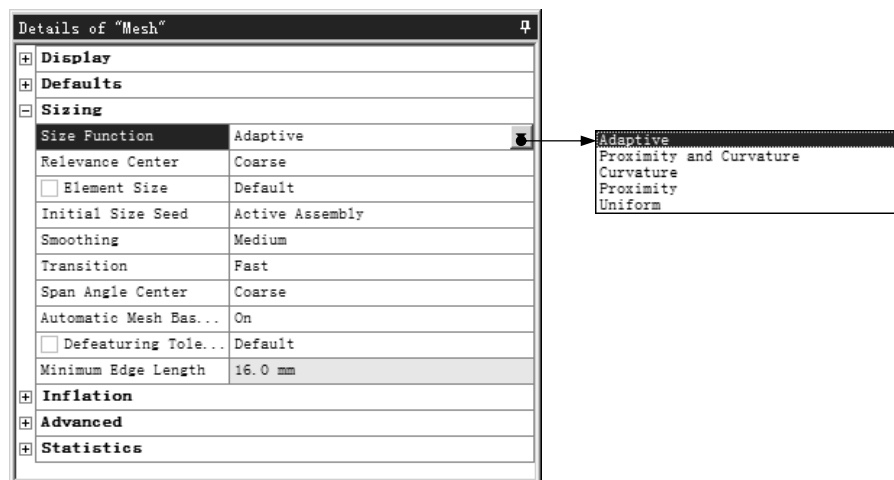 Details of "Mesh"
Display
Defaults
Sizing
Size Function Adaptive
Relevance Center Coarse
Element Size Default
Initial Size Seed Active Assembly
Smoothing Medium
Transition Fast
Span Angle Center Coarse
Automatic Mesh Bas... On
Defeaturing Tole... Default
Minimum Edge Length 16.0 mm
Inflation
Advanced
Statistics
Adaptive
Proximity and Curvature
Curvature
Proximity
Uniform